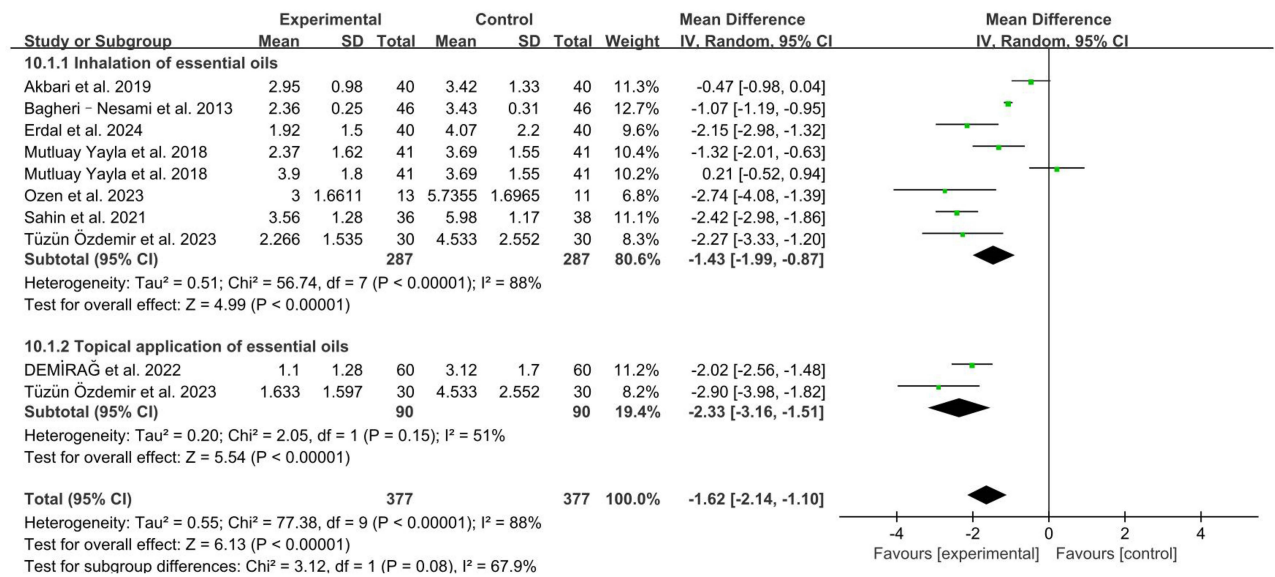 Experimental Control Mean Difference Mean Difference
Study or Subgroup Mean SD Total Mean SD Total Weight IV, Random, 95% CI IV, Random, 95% CI
10.1.1 Inhalation of essential oils
Akbari et al. 2019 2.95 0.98 40 3.42 1.33 40 11.3% -0.47 [-0.98, 0.04]
Bagheri–Nesami et al. 2013 2.36 0.25 46 3.43 0.31 46 12.7% -1.07 [-1.19, -0.95]
Erdal et al. 2024 1.92 1.5 40 4.07 2.2 40 9.6% -2.15 [-2.98, -1.32]
Mutluay Yayla et al. 2018 2.37 1.62 41 3.69 1.55 41 10.4% -1.32 [-2.01, -0.63]
Mutluay Yayla et al. 2018 3.9 1.8 41 3.69 1.55 41 10.2% 0.21 [-0.52, 0.94]
Ozen et al. 2023 3 1.6611 13 5.7355 1.6965 11 6.8% -2.74 [-4.08, -1.39]
Sahin et al. 2021 3.56 1.28 36 5.98 1.17 38 11.1% -2.42 [-2.98, -1.86]
Tüzün Özdemir et al. 2023 2.266 1.535 30 4.533 2.552 30 8.3% -2.27 [-3.33, -1.20]
Subtotal (95% CI) 287 287 80.6% -1.43 [-1.99, -0.87]
Heterogeneity: Tau² = 0.51; Chi² = 56.74, df = 7 (P < 0.00001); I² = 88%
Test for overall effect: Z = 4.99 (P < 0.00001)
10.1.2 Topical application of essential oils
DEMİRAĞ et al. 2022 1.1 1.28 60 3.12 1.7 60 11.2% -2.02 [-2.56, -1.48]
Tüzün Özdemir et al. 2023 1.633 1.597 30 4.533 2.552 30 8.2% -2.90 [-3.98, -1.82]
Subtotal (95% CI) 90 90 19.4% -2.33 [-3.16, -1.51]
Heterogeneity: Tau² = 0.20; Chi² = 2.05, df = 1 (P = 0.15); I² = 51%
Test for overall effect: Z = 5.54 (P < 0.00001)
Total (95% CI) 377 377 100.0% -1.62 [-2.14, -1.10]
Heterogeneity: Tau² = 0.55; Chi² = 77.38, df = 9 (P < 0.00001); I² = 88%
Test for overall effect: Z = 6.13 (P < 0.00001)
Test for subgroup differences: Chi² = 3.12, df = 1 (P = 0.08), I² = 67.9%
-4 -2 0 2 4
Favours [experimental] Favours [control]